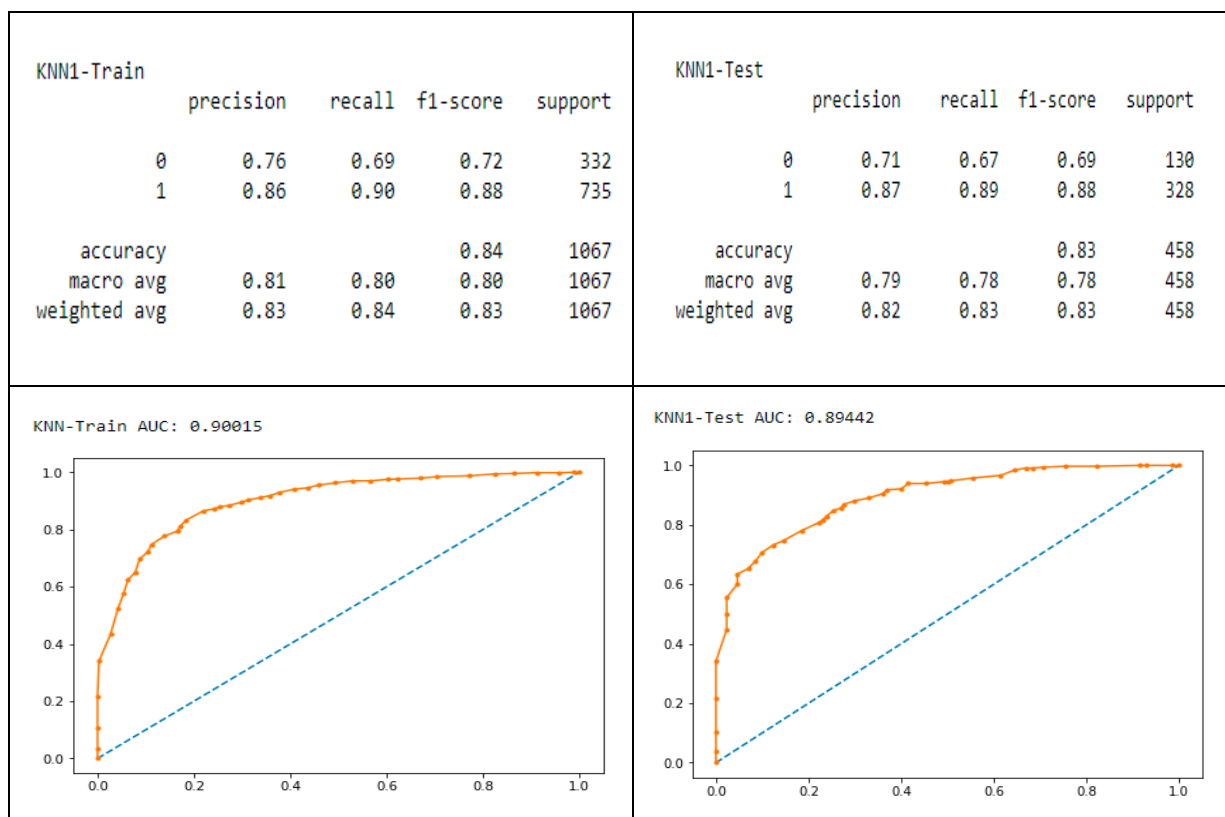 KNN1-Train
precision recall f1-score support
0 0.76 0.69 0.72 332
1 0.86 0.90 0.88 735
accuracy 0.84 1067
macro avg 0.81 0.80 0.80 1067
weighted avg 0.83 0.84 0.83 1067
KNN1-Test
precision recall f1-score support
0 0.71 0.67 0.69 130
1 0.87 0.89 0.88 328
accuracy 0.83 458
macro avg 0.79 0.78 0.78 458
weighted avg 0.82 0.83 0.83 458
KNN-Train AUC: 0.90015
1.0
0.8
0.6
0.4
0.2
0.0
0.0 0.2 0.4 0.6 0.8 1.0
KNN1-Test AUC: 0.89442
1.0
0.8
0.6
0.4
0.2
0.0
0.0 0.2 0.4 0.6 0.8 1.0